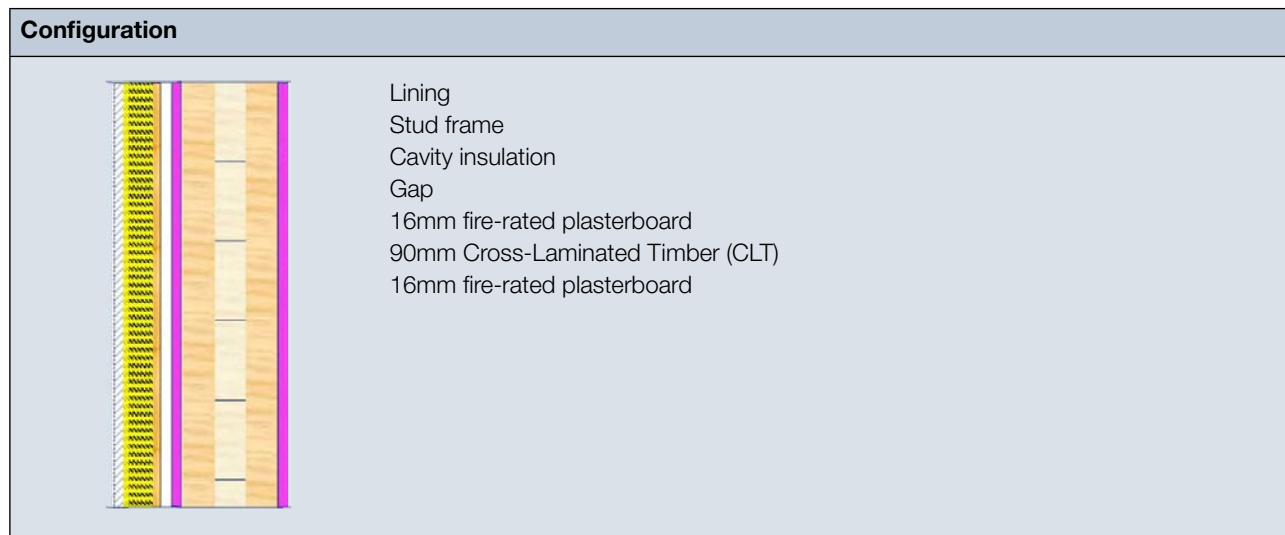 Configuration
Lining
Stud frame
Cavity insulation
Gap
16mm fire-rated plasterboard
90mm Cross-Laminated Timber (CLT)
16mm fire-rated plasterboard